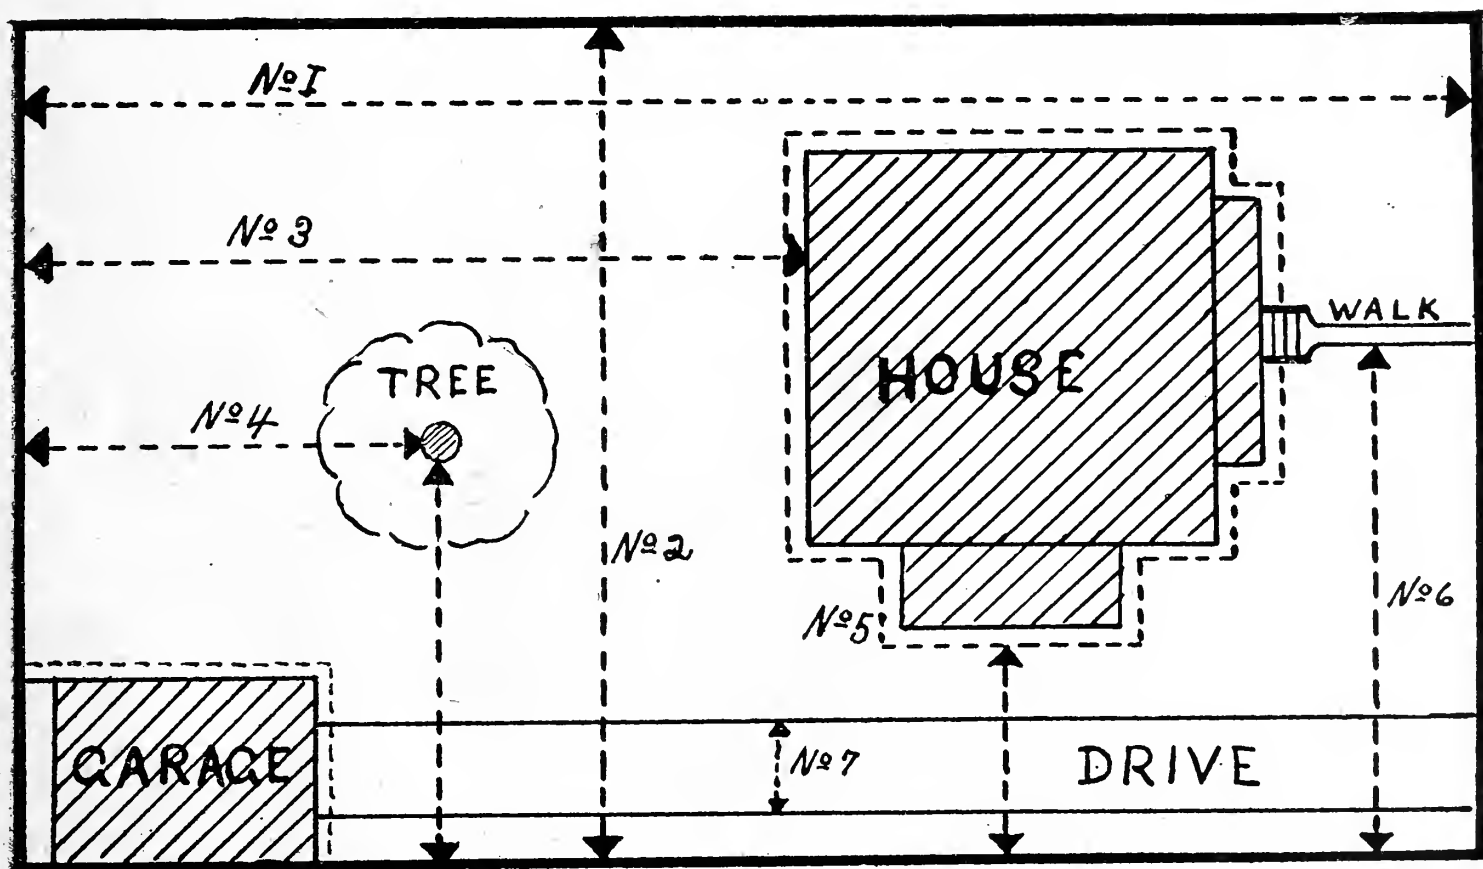 Nº I
Nº 3
WALK
TREE
HOUSE
Nº 4
Nº 2
Nº 6
Nº 5
GARAGE
Nº 7
DRIVE